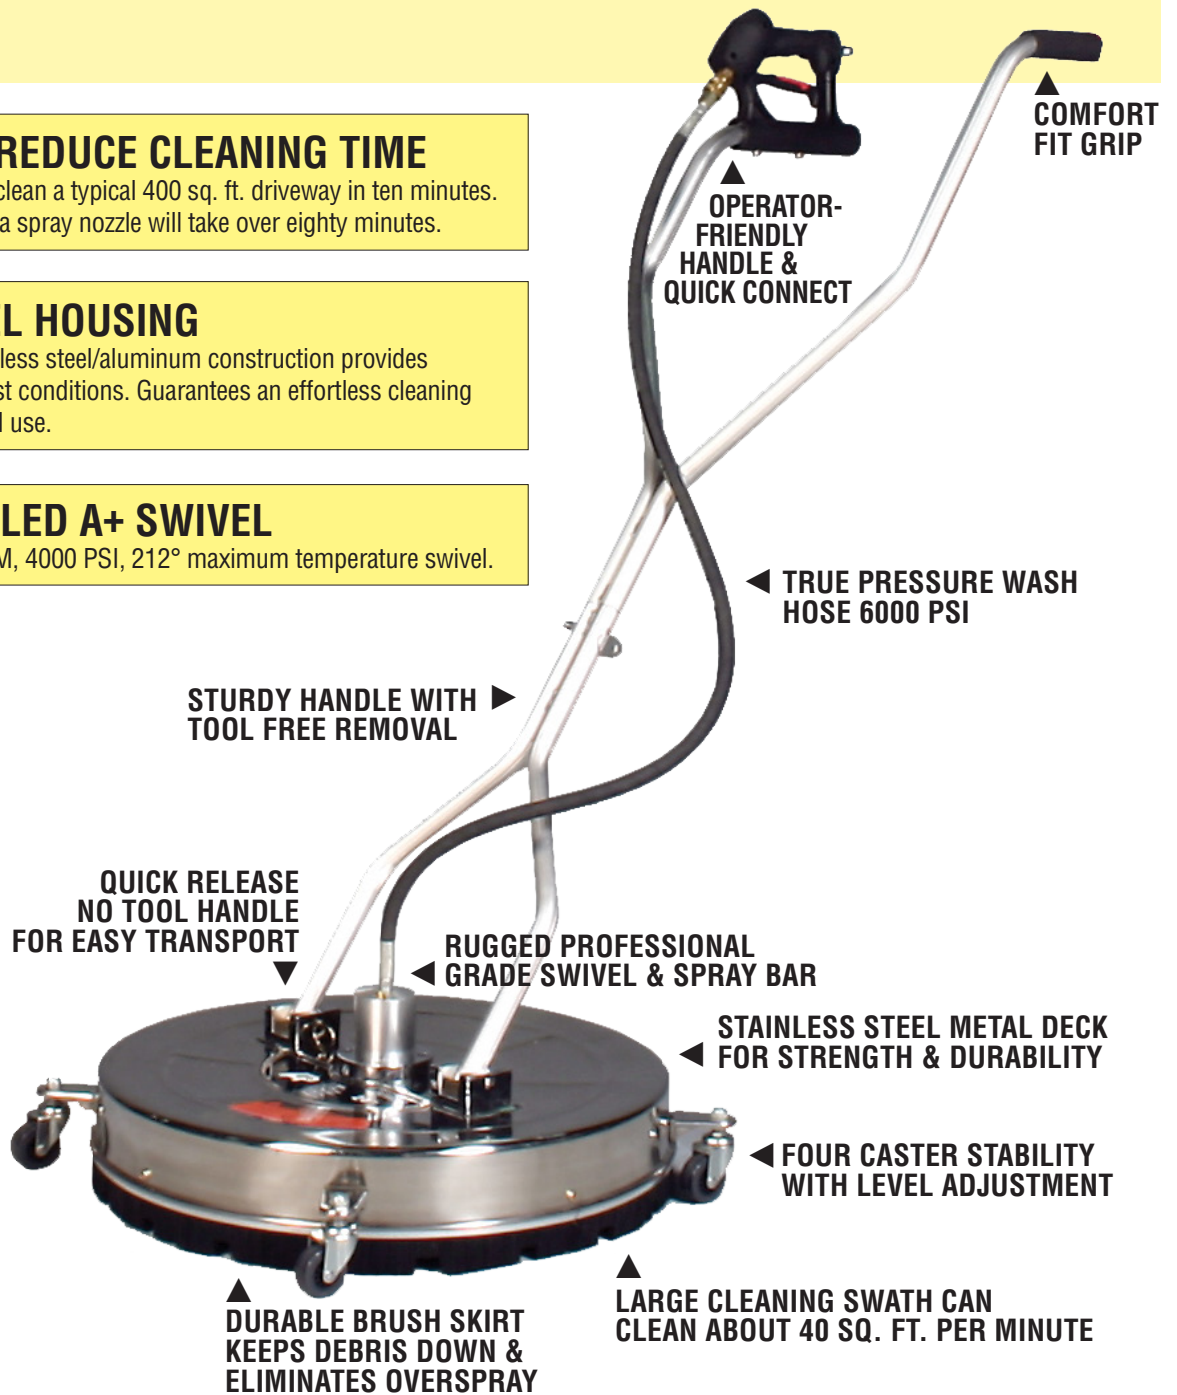 REDUCE CLEANING TIME
clean a typical 400 sq. ft. driveway in ten minutes.
a spray nozzle will take over eighty minutes.
HOUSING
less steel/aluminum construction provides
conditions. Guarantees an effortless cleaning
use.
A+ SWIVEL
4000 PSI, 212° maximum temperature swivel.
COMFORT
FIT GRIP
OPERATOR-
FRIENDLY
HANDLE &
QUICK CONNECT
TRUE PRESSURE WASH
HOSE 6000 PSI
STURDY HANDLE WITH
TOOL FREE REMOVAL
QUICK RELEASE
NO TOOL HANDLE
FOR EASY TRANSPORT
RUGGED PROFESSIONAL
GRADE SWIVEL & SPRAY BAR
STAINLESS STEEL METAL DECK
FOR STRENGTH & DURABILITY
FOUR CASTER STABILITY
WITH LEVEL ADJUSTMENT
LARGE CLEANING SWATH CAN
CLEAN ABOUT 40 SQ. FT. PER MINUTE
DURABLE BRUSH SKIRT
KEEPS DEBRIS DOWN &
ELIMINATES OVERSPRAY